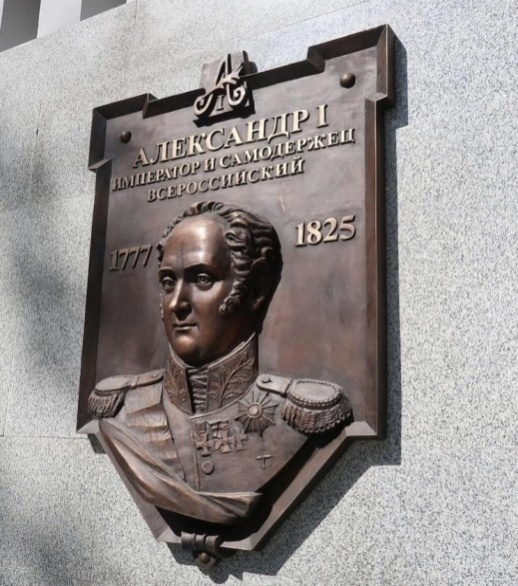 АЛЕКСАНДР I
ИМПЕРАТОР И САМОДЕРЖЕЦ
ВСЕРОССИЙСКИЙ
1777 1825